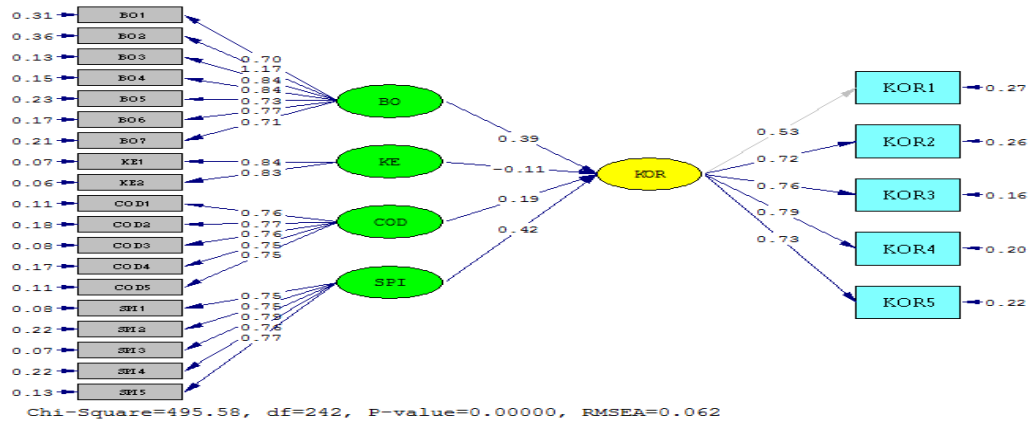 0.31 BO1
0.36 BO2
0.13 BO3
0.15 BO4
0.23 BO5
0.17 BO6
0.21 BO7
0.07 KE1
0.06 KE2
0.11 COD1
0.18 COD2
0.08 COD3
0.17 COD4
0.11 COD5
0.08 SPI1
0.22 SPI2
0.07 SPI3
0.22 SPI4
0.13 SPI5
0.70
1.17
0.84
0.84
0.73
0.77
0.71
0.84
0.83
0.76
0.77
0.76
0.75
0.75
0.75
0.75
0.79
0.76
0.77
BO
KE
COD
SPI
0.39
-0.11
0.19
0.42
KOR
0.53
0.72
0.76
0.79
0.73
KOR1 0.27
KOR2 0.26
KOR3 0.16
KOR4 0.20
KOR5 0.22
Chi-Square=495.58, df=242, P-value=0.00000, RMSEA=0.062